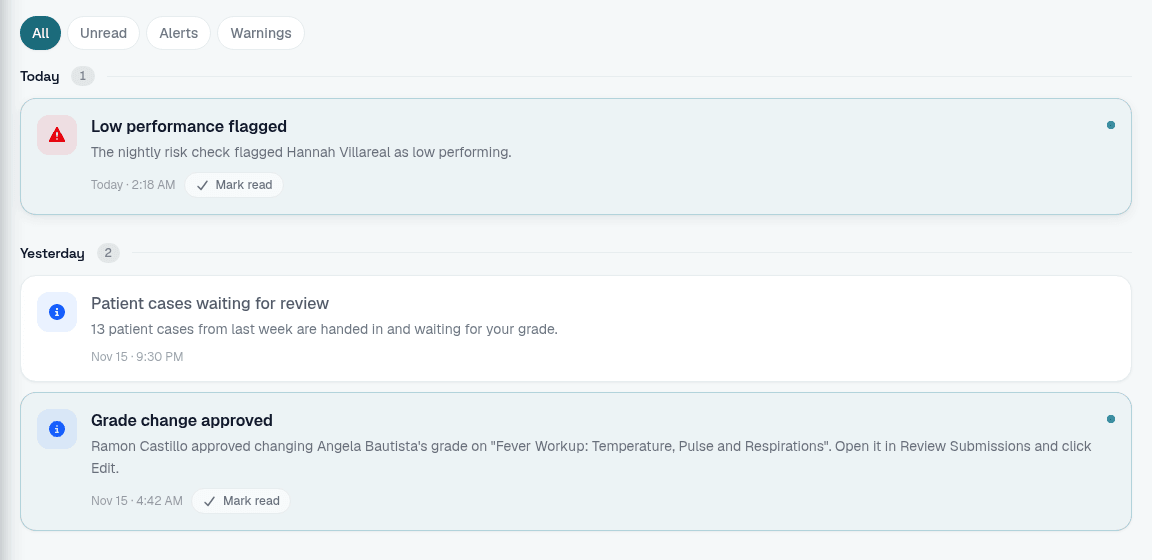 All
Unread
Alerts
Warnings
Today 1
Low performance flagged
The nightly risk check flagged Hannah Villareal as low performing.
Today · 2:18 AM
Mark read
Yesterday 2
Patient cases waiting for review
13 patient cases from last week are handed in and waiting for your grade.
Nov 15 · 9:30 PM
Grade change approved
Ramon Castillo approved changing Angela Bautista's grade on "Fever Workup: Temperature, Pulse and Respirations". Open it in Review Submissions and click
Edit.
Nov 15 · 4:42 AM
Mark read